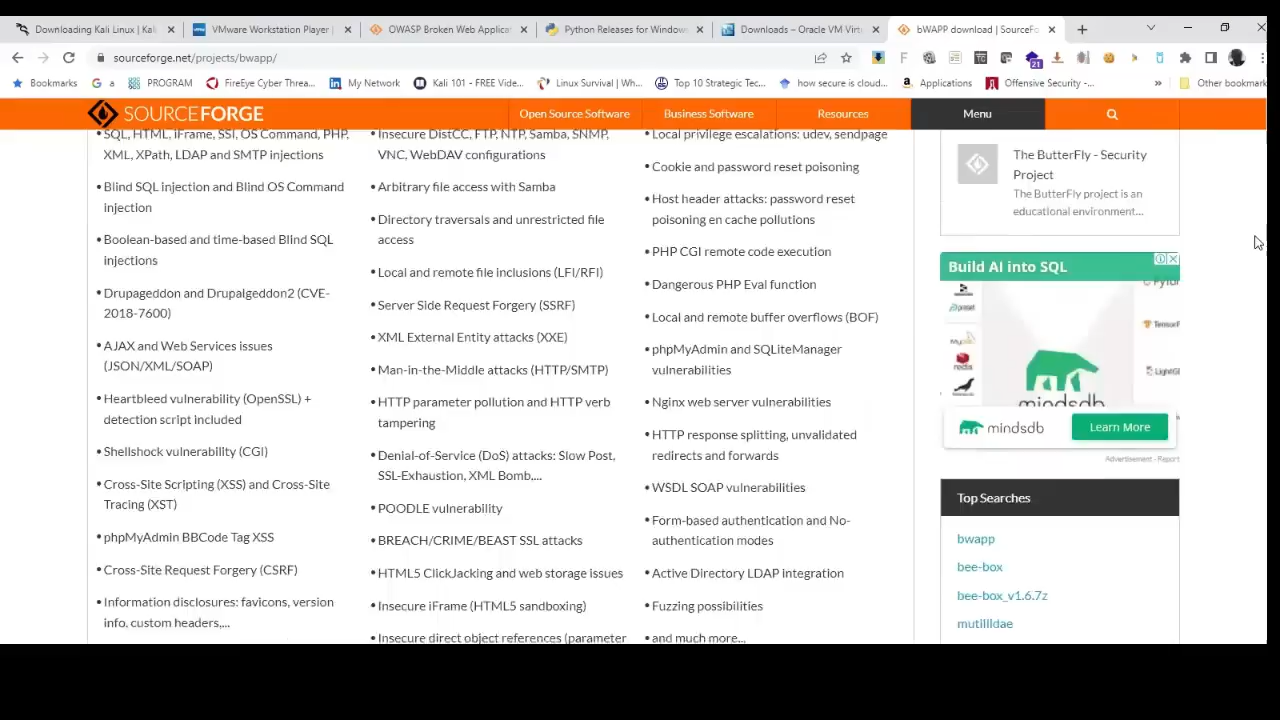 Downloading Kali Linux | Kali
VMware Workstation Player |
OWASP Broken Web Applicat
Python Releases for Windows
Downloads – Oracle VM Virtu
bWAPP download | SourceFo
sourceforge.net/projects/bwapp/
21
Bookmarks
G a
PROGRAM
FireEye Cyber Threa...
My Network
Kali 101 - FREE Vide...
Linux Survival | Wh...
Top 10 Strategic Tec...
how secure is cloud...
Applications
Offensive Security -...
»
Other bookmark
SOURCEFORGE
Open Source Software
Business Software
Resources
Menu
SQL, HTML, iFrame, SSI, OS Command, PHP,
XML, XPath, LDAP and SMTP injections
Blind SQL injection and Blind OS Command
injection
Boolean-based and time-based Blind SQL
injections
Drupageddon and Drupalgeddon2 (CVE-
2018-7600)
AJAX and Web Services issues
(JSON/XML/SOAP)
Heartbleed vulnerability (OpenSSL) +
detection script included
Shellshock vulnerability (CGI)
Cross-Site Scripting (XSS) and Cross-Site
Tracing (XST)
phpMyAdmin BBCode Tag XSS
Cross-Site Request Forgery (CSRF)
Information disclosures: favicons, version
info, custom headers,...
Insecure DistCC, FTP, NTP, Samba, SNMP,
VNC, WebDAV configurations
Arbitrary file access with Samba
Directory traversals and unrestricted file
access
Local and remote file inclusions (LFI/RFI)
Server Side Request Forgery (SSRF)
XML External Entity attacks (XXE)
Man-in-the-Middle attacks (HTTP/SMTP)
HTTP parameter pollution and HTTP verb
tampering
Denial-of-Service (DoS) attacks: Slow Post,
SSL-Exhaustion, XML Bomb,...
POODLE vulnerability
BREACH/CRIME/BEAST SSL attacks
HTML5 ClickJacking and web storage issues
Insecure iFrame (HTML5 sandboxing)
Insecure direct object references (parameter
Local privilege escalations: udev, sendpage
Cookie and password reset poisoning
Host header attacks: password reset
poisoning en cache pollutions
PHP CGI remote code execution
Dangerous PHP Eval function
Local and remote buffer overflows (BOF)
phpMyAdmin and SQLiteManager
vulnerabilities
Nginx web server vulnerabilities
HTTP response splitting, unvalidated
redirects and forwards
WSDL SOAP vulnerabilities
Form-based authentication and No-
authentication modes
Active Directory LDAP integration
Fuzzing possibilities
and much more...
The ButterFly - Security
Project
The ButterFly project is an
educational environment...
Build AI into SQL
preset
redis
TensorF
LightG
mindsdb
mindsdb
Learn More
Advertisement - Report
Top Searches
bwapp
bee-box
bee-box_v1.6.7z
mutillidae